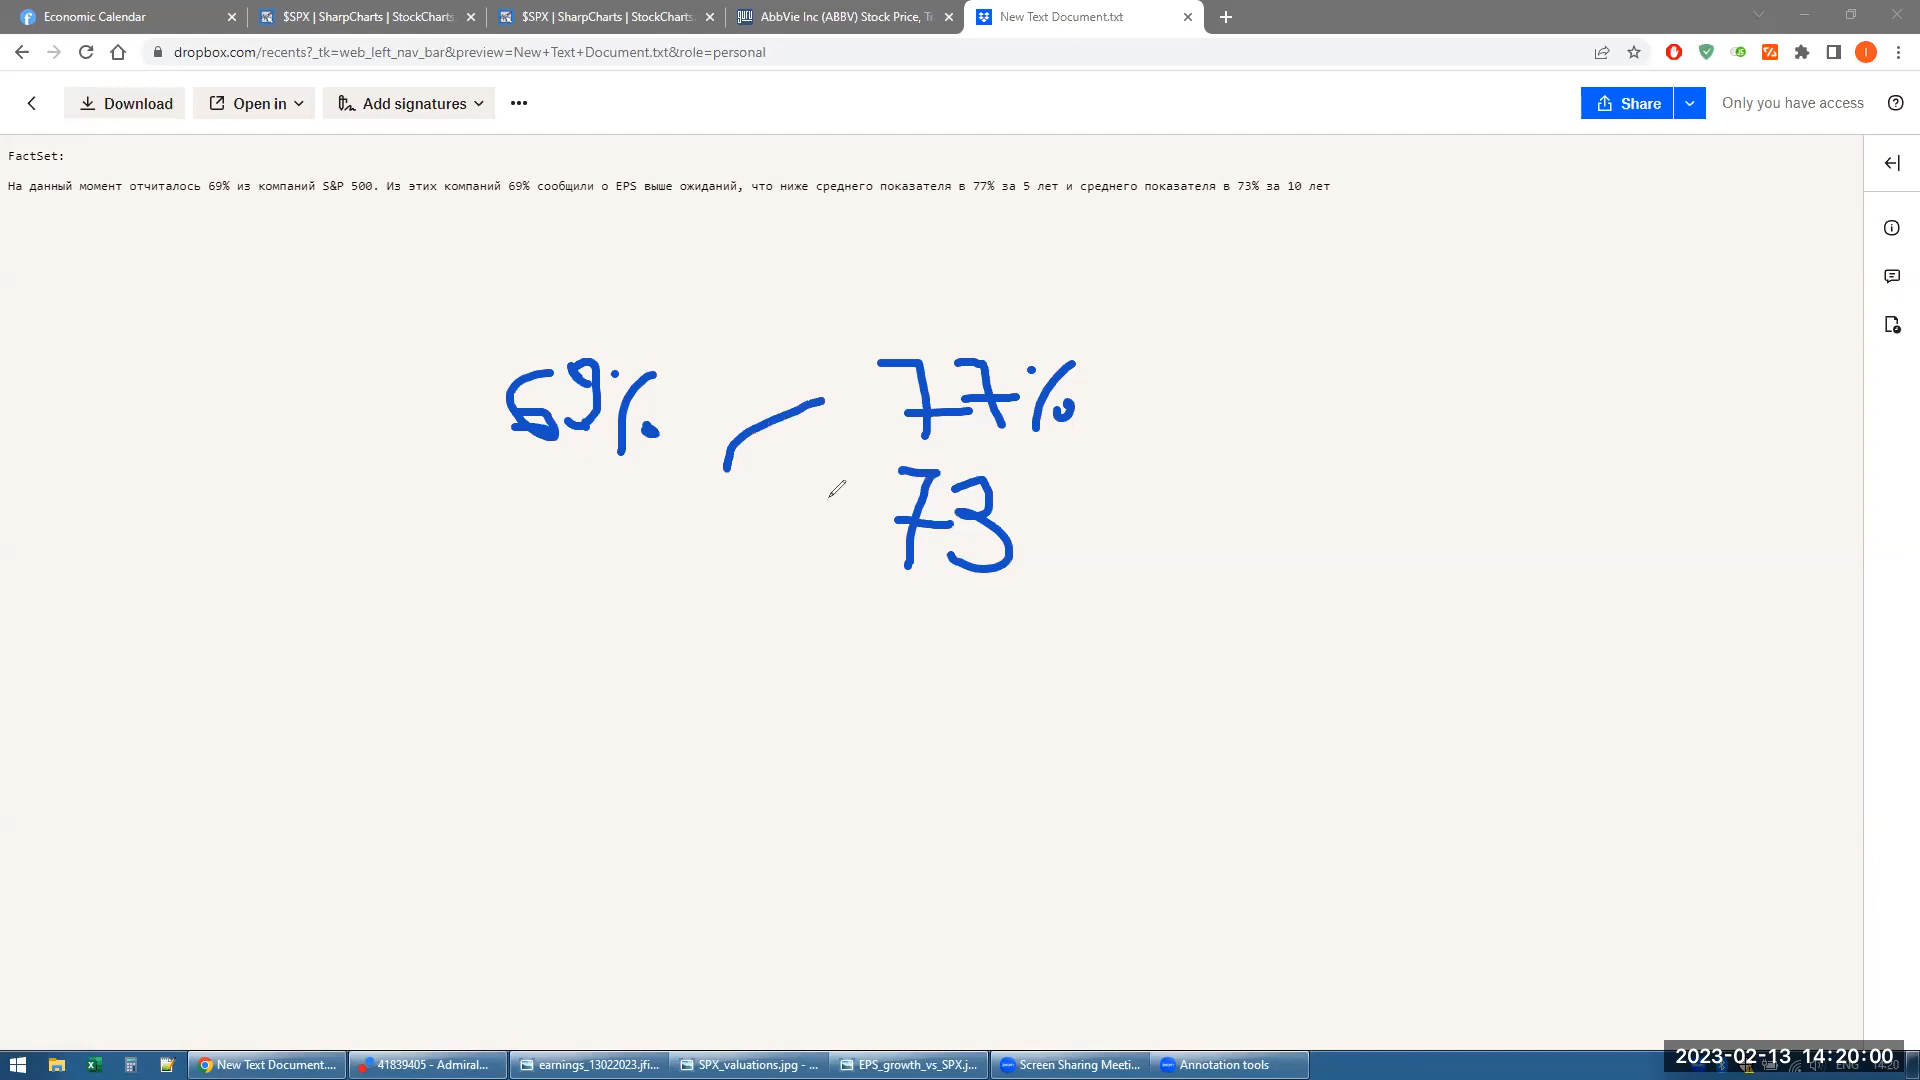 Economic Calendar
$SPX | SharpCharts | StockCharts
$SPX | SharpCharts | StockCharts
AbbVie Inc (ABBV) Stock Price, Tr
New Text Document.txt
dropbox.com/recents?_tk=web_left_nav_bar&preview=New+Text+Document.txt&role=personal
Download
Open in
Add signatures
Share
Only you have access
FactSet:
На данный момент отчиталось 69% из компаний S&P 500. Из этих компаний 69% сообщили о EPS выше ожиданий, что ниже среднего показателя в 77% за 5 лет и среднего показателя в 73% за 10 лет
69% 77%
73
New Text Document....
41839405 - Admiral...
earnings_13022023.jfi...
SPX_valuations.jpg - ...
EPS_growth_vs_SPX.j...
Screen Sharing Meeti...
Annotation tools
2023-02-13 14:20:00